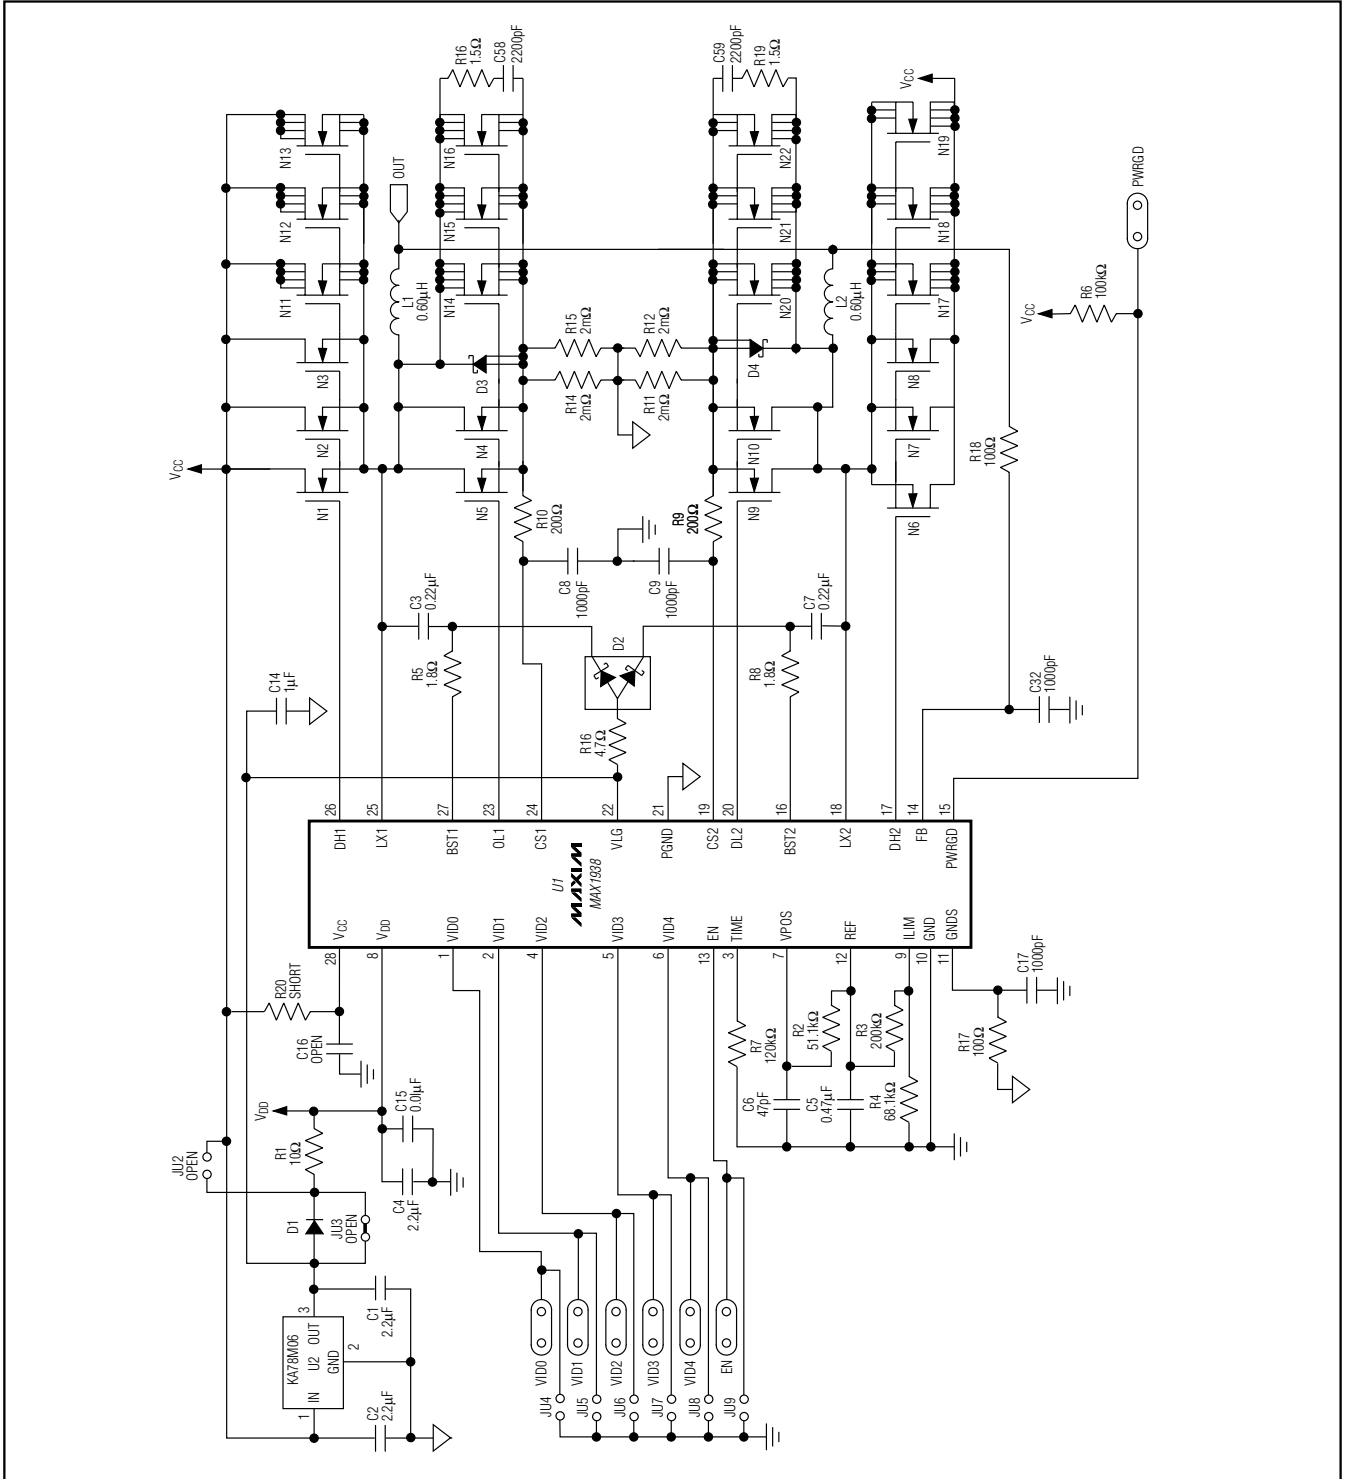 R16
1.5Ω
C58
2200pF
C59
2200pF
R19
1.5Ω
VCC
N13
N16
N22
N19
OUT
PWRGD
N12
N15
N21
N18
N11
L1
0.60μH
N14
R15
2mΩ
R12
2mΩ
N20
L2
0.60μH
N17
VCC
R6
100kΩ
N3
D3
R14
2mΩ
R11
2mΩ
D4
N8
VCC
N2
N4
N10
N7
R18
100Ω
N1
N5
R10
200Ω
R9
200Ω
N9
N6
C8
1000pF
C9
1000pF
C3
0.22μF
C7
0.22μF
D2
R5
1.8Ω
R8
1.8Ω
C14
1μF
R16
4.7Ω
C32
1000pF
26
25
27
23
24
22
21
19
20
16
18
17
14
15
DH1
LX1
BST1
OL1
CS1
VLG
PGND
CS2
DL2
BST2
LX2
DH2
FB
PWRGD
U1
MAXIM
MAX1938
VCC
VDD
VID0
VID1
VID2
VID3
VID4
EN
TIME
VPOS
REF
ILIM
GND
GNDS
28
8
1
2
4
5
6
13
3
7
12
9
10
11
R20
SHORT
C16
OPEN
C17
1000pF
R2
51.1kΩ
R3
200kΩ
R7
120kΩ
R17
100Ω
VDD
C15
0.01μF
C6
47pF
C5
0.47μF
R4
68.1kΩ
JU2
OPEN
R1
10Ω
C4
2.2μF
D1
JU3
OPEN
3
C1
2.2μF
KA78M06
U2
OUT
GND
IN
2
1
C2
2.2μF
VID0
VID1
VID2
VID3
VID4
EN
JU4
JU5
JU6
JU7
JU8
JU9